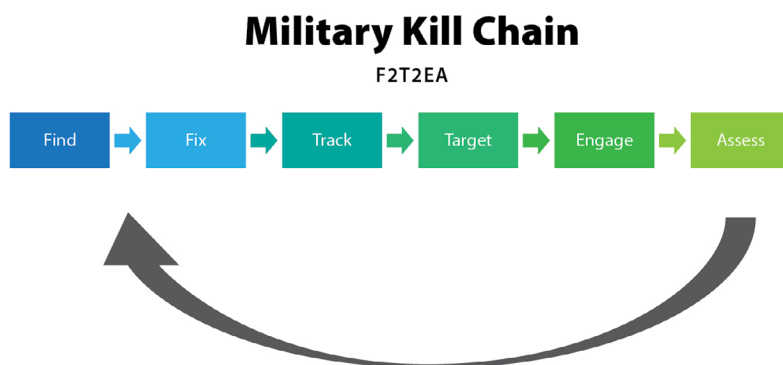 Military Kill Chain
F2T2EA
Find
Fix
Track
Target
Engage
Assess